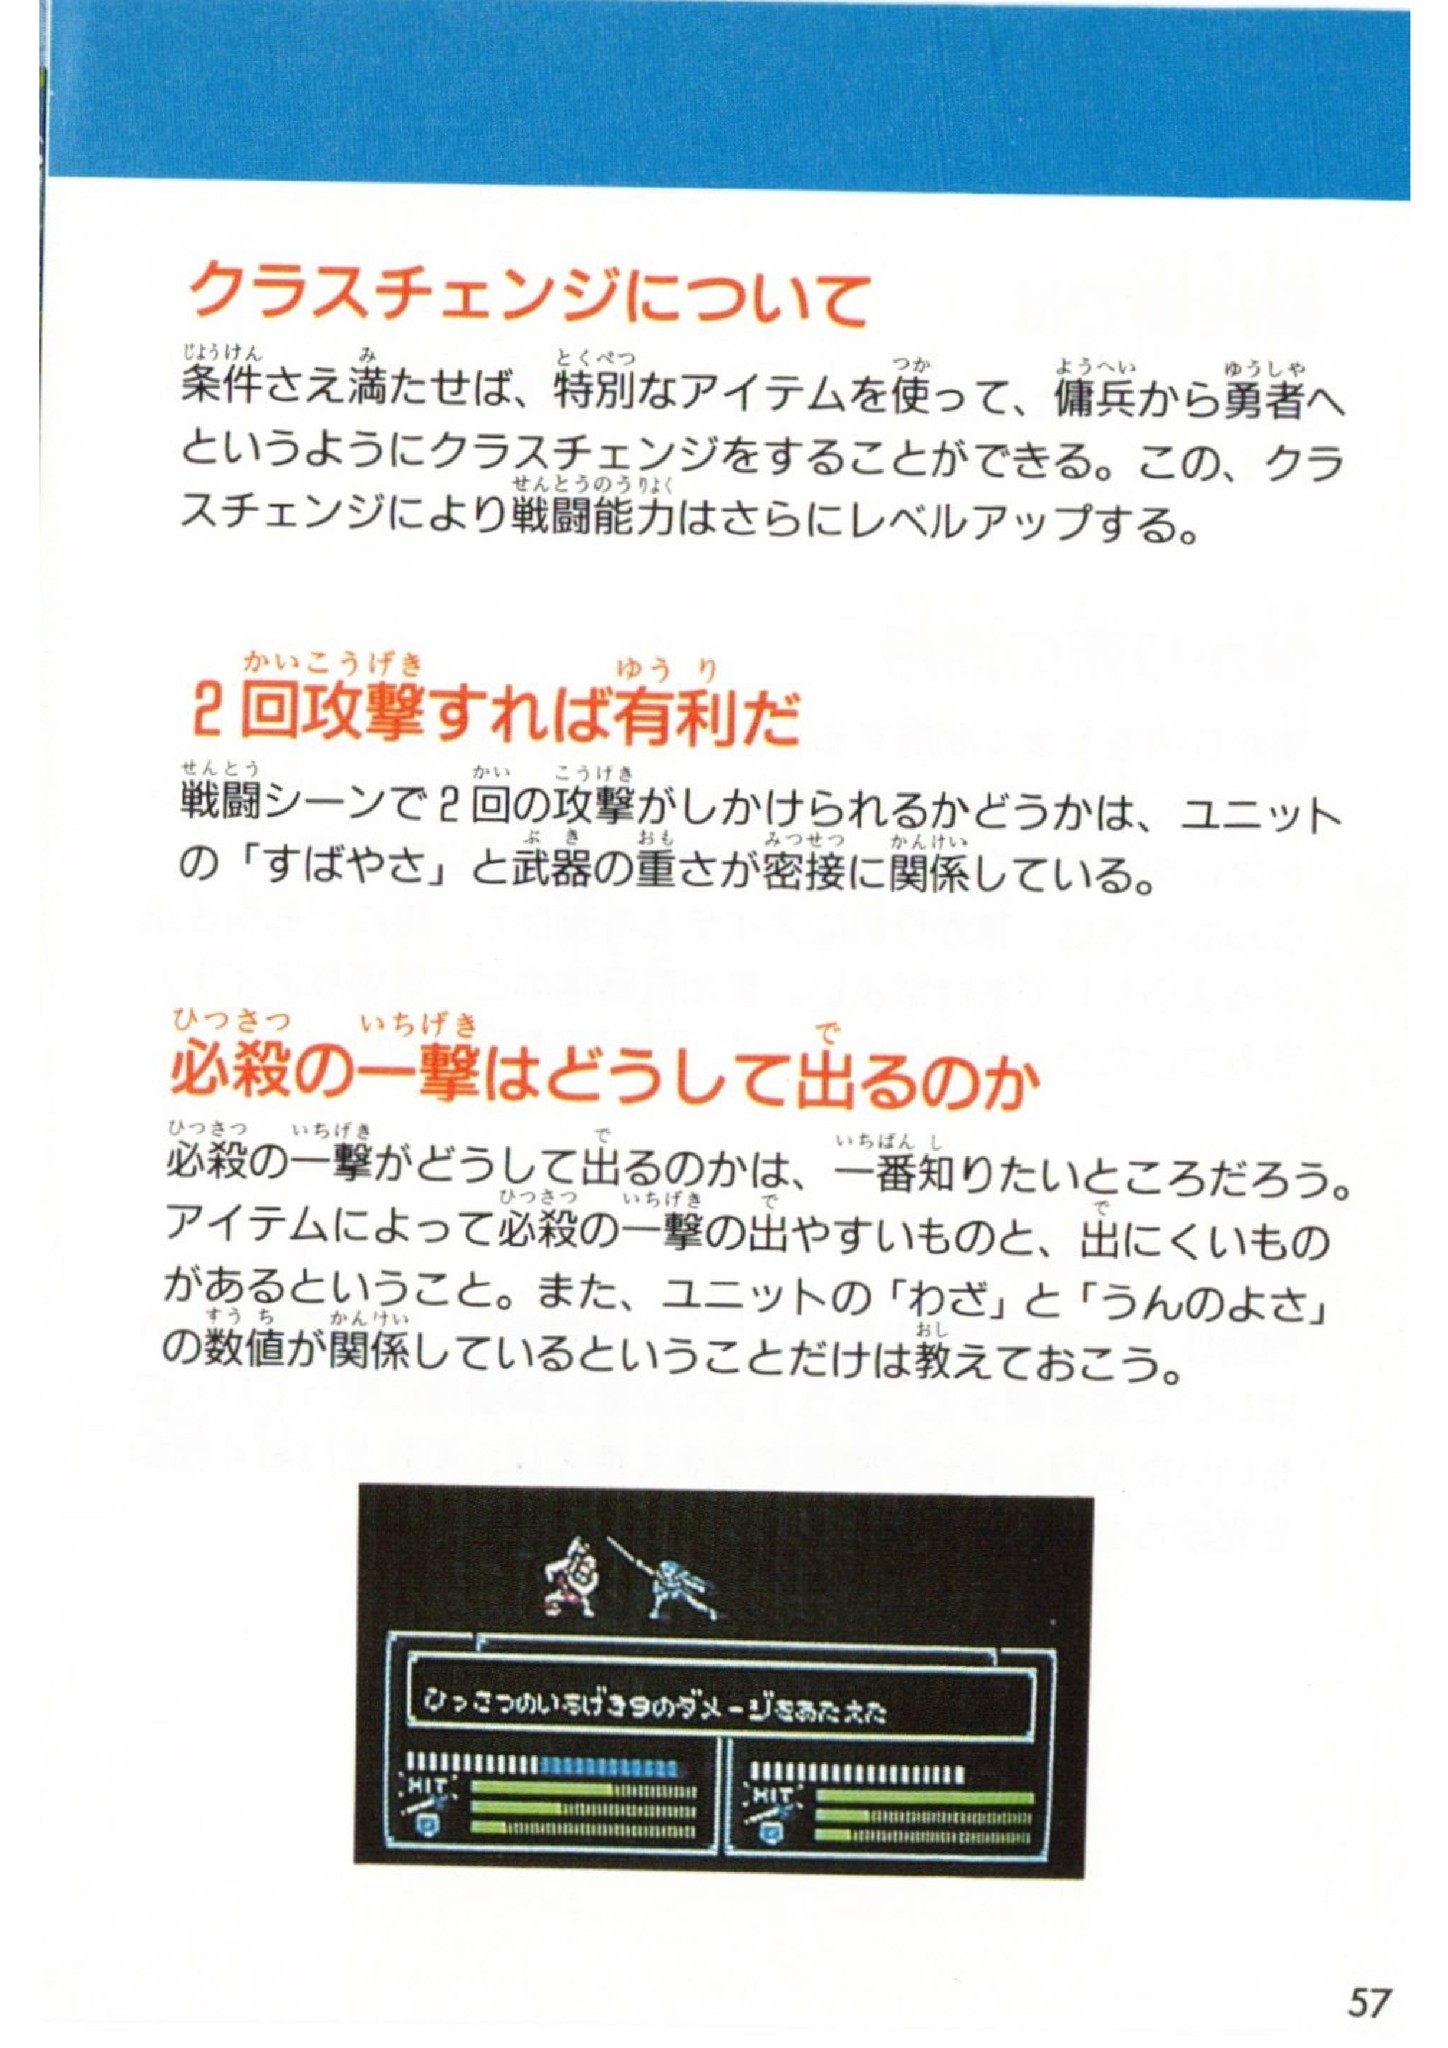 クラスチェンジについて
条件さえ満たせば、特別なアイテムを使って、傭兵から勇者へ
というようにクラスチェンジをすることができる。この、クラ
スチェンジにより戦闘能力はさらにレベルアップする。
2回攻撃すれば有利だ
戦闘シーンで2回の攻撃がしかけられるかどうかは、ユニット
の「すばやさ」と武器の重さが密接に関係している。
必殺の一撃はどうして出るのか
必殺の一撃がどうして出るのかは、一番知りたいところだろう。
アイテムによって必殺の一撃の出やすいものと、出にくいもの
があるということ。また、ユニットの「わざ」と「うんのよさ」
の数値が関係しているということだけは教えておこう。
ひっさつのいちげき9のダメージをあたえた
HIT HIT
57